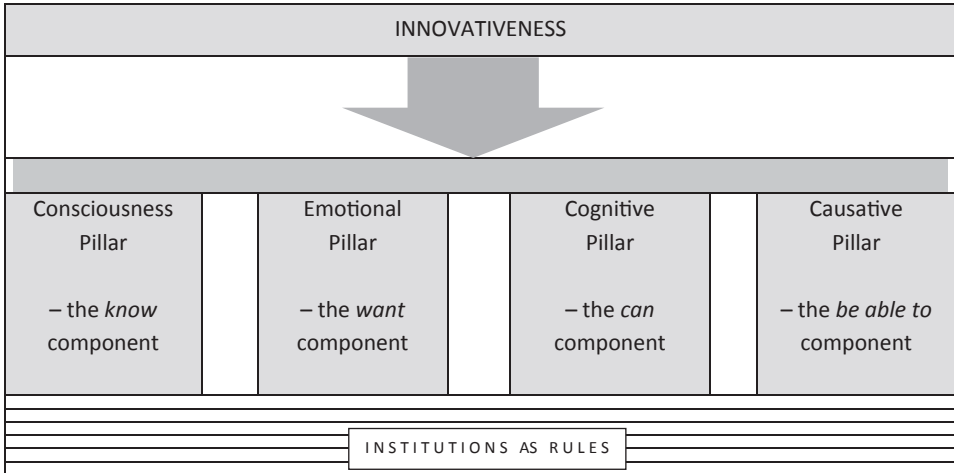 INNOVATIVENESS
Consciousness
Pillar
– the know
component
Emotional
Pillar
– the want
component
Cognitive
Pillar
– the can
component
Causative
Pillar
– the be able to
component
INSTITUTIONS AS RULES